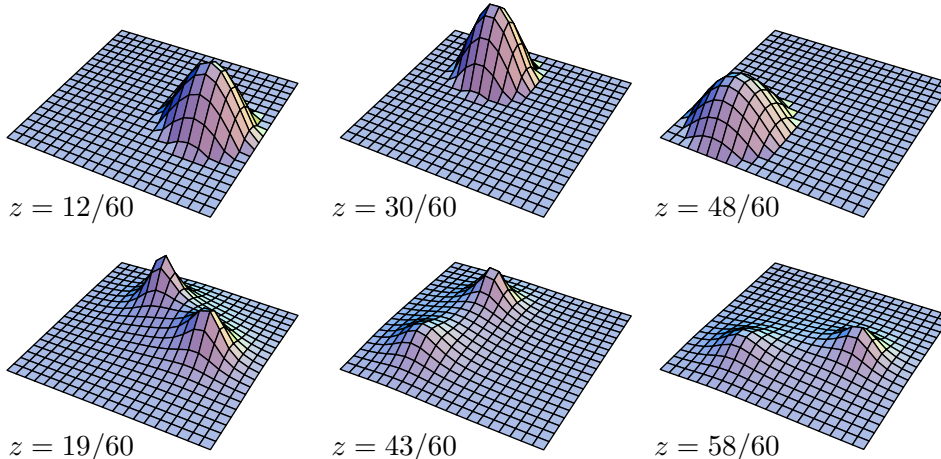 z = 12/60
z = 30/60
z = 48/60
z = 19/60
z = 43/60
z = 58/60